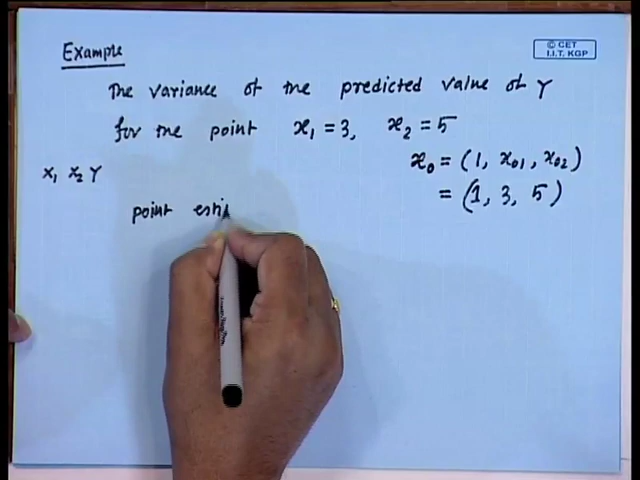 Example
© CET
I.I.T. KGP
The variance of the predicted value of Y
for the point x₁ = 3, x₂ = 5
x₀ = (1, x₀₁, x₀₂)
= (1, 3, 5)
x₁ x₂ Y
point esti